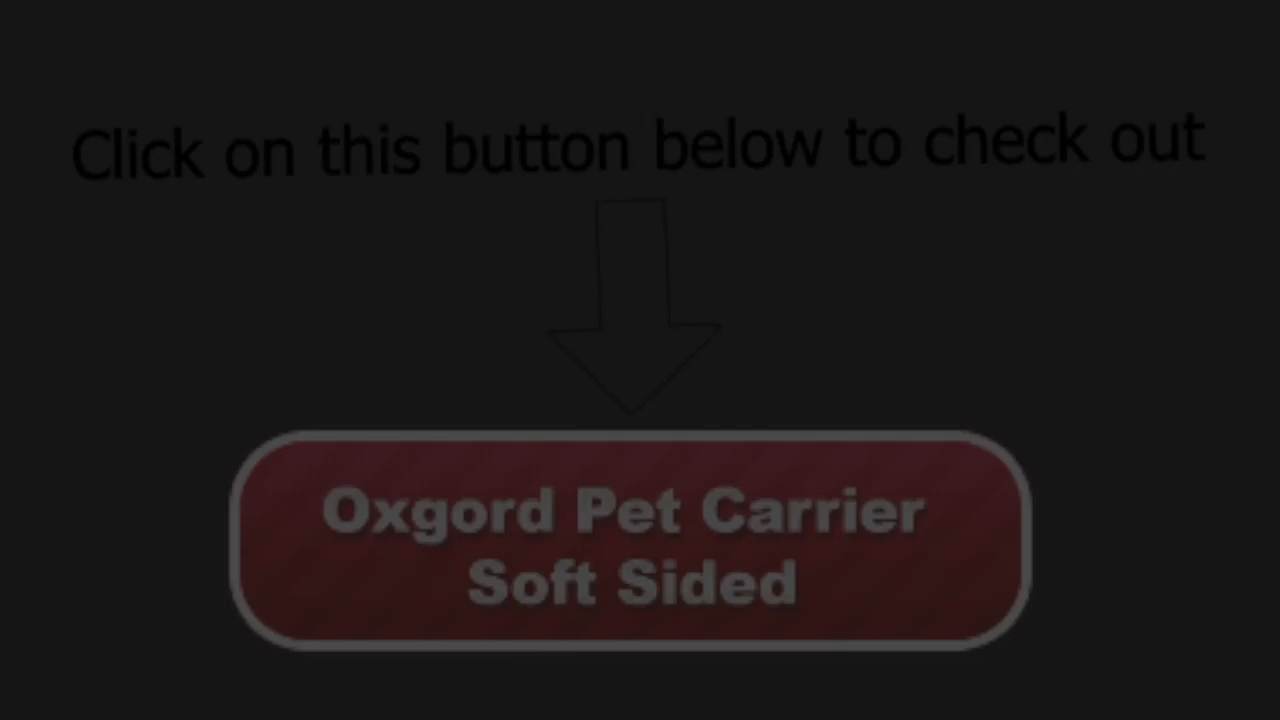 Click on this button below to check out
Oxgord Pet Carrier
Soft Sided